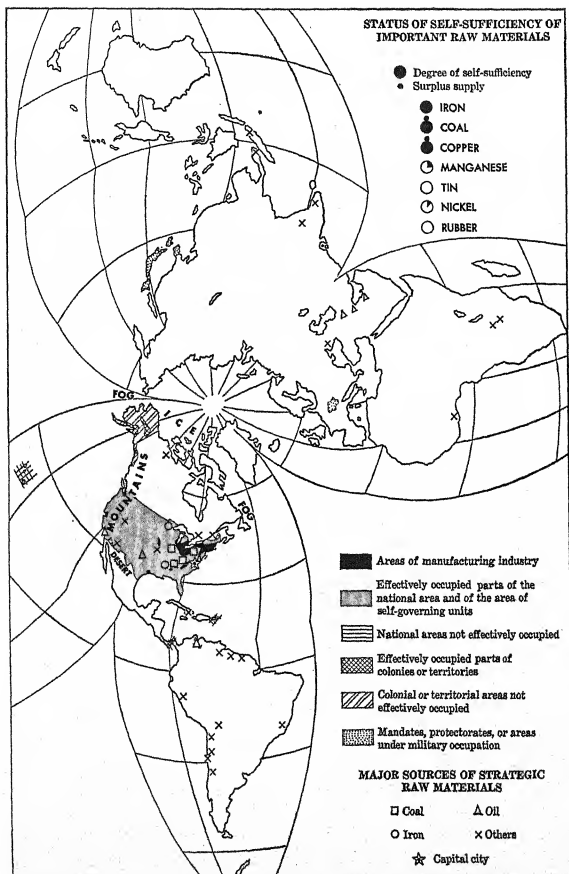 STATUS OF SELF-SUFFICIENCY OF
IMPORTANT RAW MATERIALS
Degree of self-sufficiency
Surplus supply
IRON
COAL
COPPER
MANGANESE
TIN
NICKEL
RUBBER
FOG
ICE
MOUNTAINS
FOG
DESERT
Areas of manufacturing industry
Effectively occupied parts of the
national area and of the area of
self-governing units
National areas not effectively occupied
Effectively occupied parts of
colonies or territories
Colonial or territorial areas not
effectively occupied
Mandates, protectorates, or areas
under military occupation
MAJOR SOURCES OF STRATEGIC
RAW MATERIALS
Coal
Oil
Iron
Others
Capital city